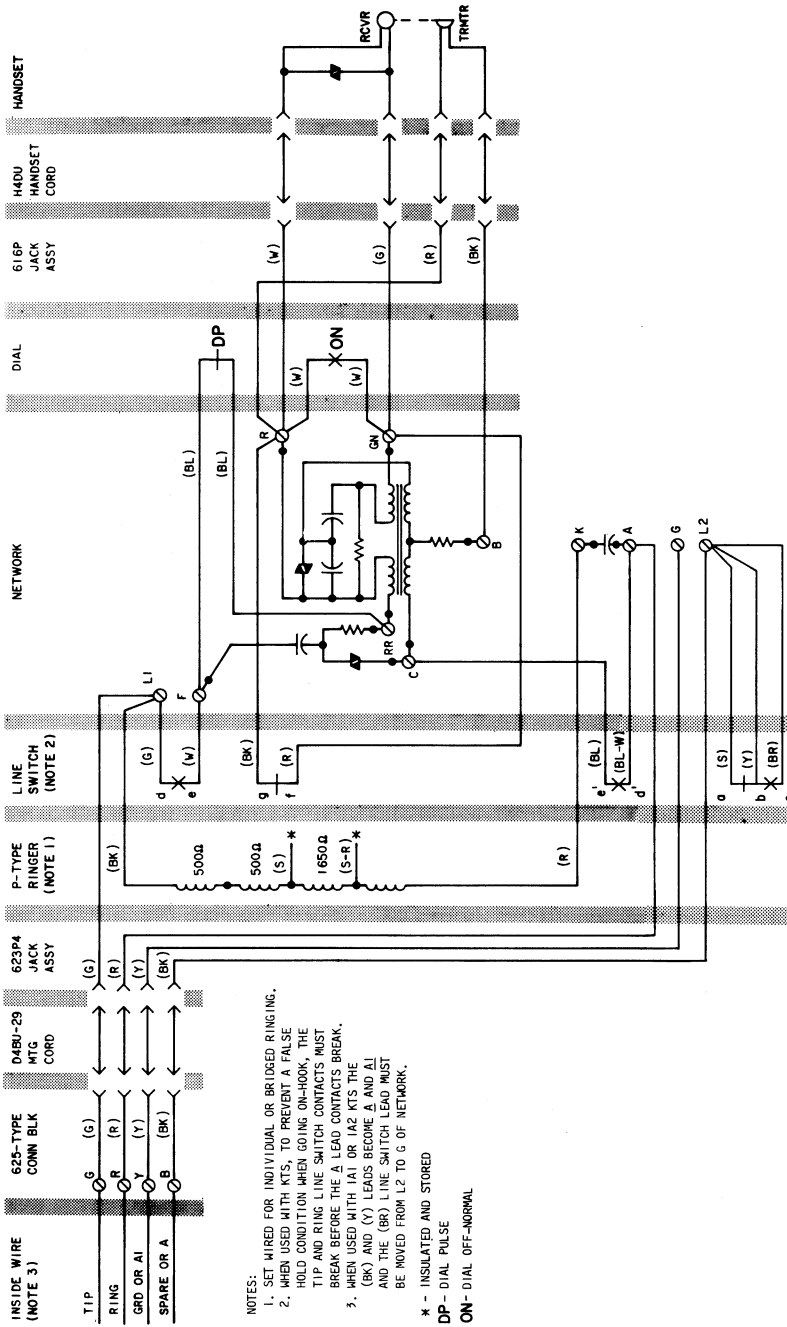 INSIDE WIRE
(NOTE 3)
625-TYPE
CONN BLK
D4BU-29
MTG
CORD
623P4
JACK
ASSY
P-TYPE
RINGER
(NOTE 1)
LINE
SWITCH
(NOTE 2)
NETWORK
DIAL
616P
JACK
ASSY
H4DU
HANDSET
CORD
HANDSET
TIP
G
(G)
(G)
RING
R
(R)
(R)
GRD OR A1
Y
(Y)
(Y)
SPARE OR A
B
(BK)
(BK)
(BK)
500Ω
500Ω
(S)
*
1650Ω
(S-R)
*
(R)
(G)
d
e
(W)
L1
F
(BK)
g
f
(R)
(BL)
e'
d'
(BL-W)
(S)
a
(Y)
b
(BR)
c
(BL)
(BL)
DP
R
(W)
ON
(W)
GN
RR
C
B
K
A
G
L2
(W)
(G)
(R)
(BK)
RCVR
TRMTR
NOTES:
1. SET WIRED FOR INDIVIDUAL OR BRIDGED RINGING.
2. WHEN USED WITH KTS, TO PREVENT A FALSE
HOLD CONDITION WHEN GOING ON-HOOK, THE
TIP AND RING LINE SWITCH CONTACTS MUST
BREAK BEFORE THE A LEAD CONTACTS BREAK.
3. WHEN USED WITH 1A1 OR 1A2 KTS THE
(BK) AND (Y) LEADS BECOME A AND A1
AND THE (BR) LINE SWITCH LEAD MUST
BE MOVED FROM L2 TO G OF NETWORK.
* - INSULATED AND STORED
DP - DIAL PULSE
ON - DIAL OFF-NORMAL